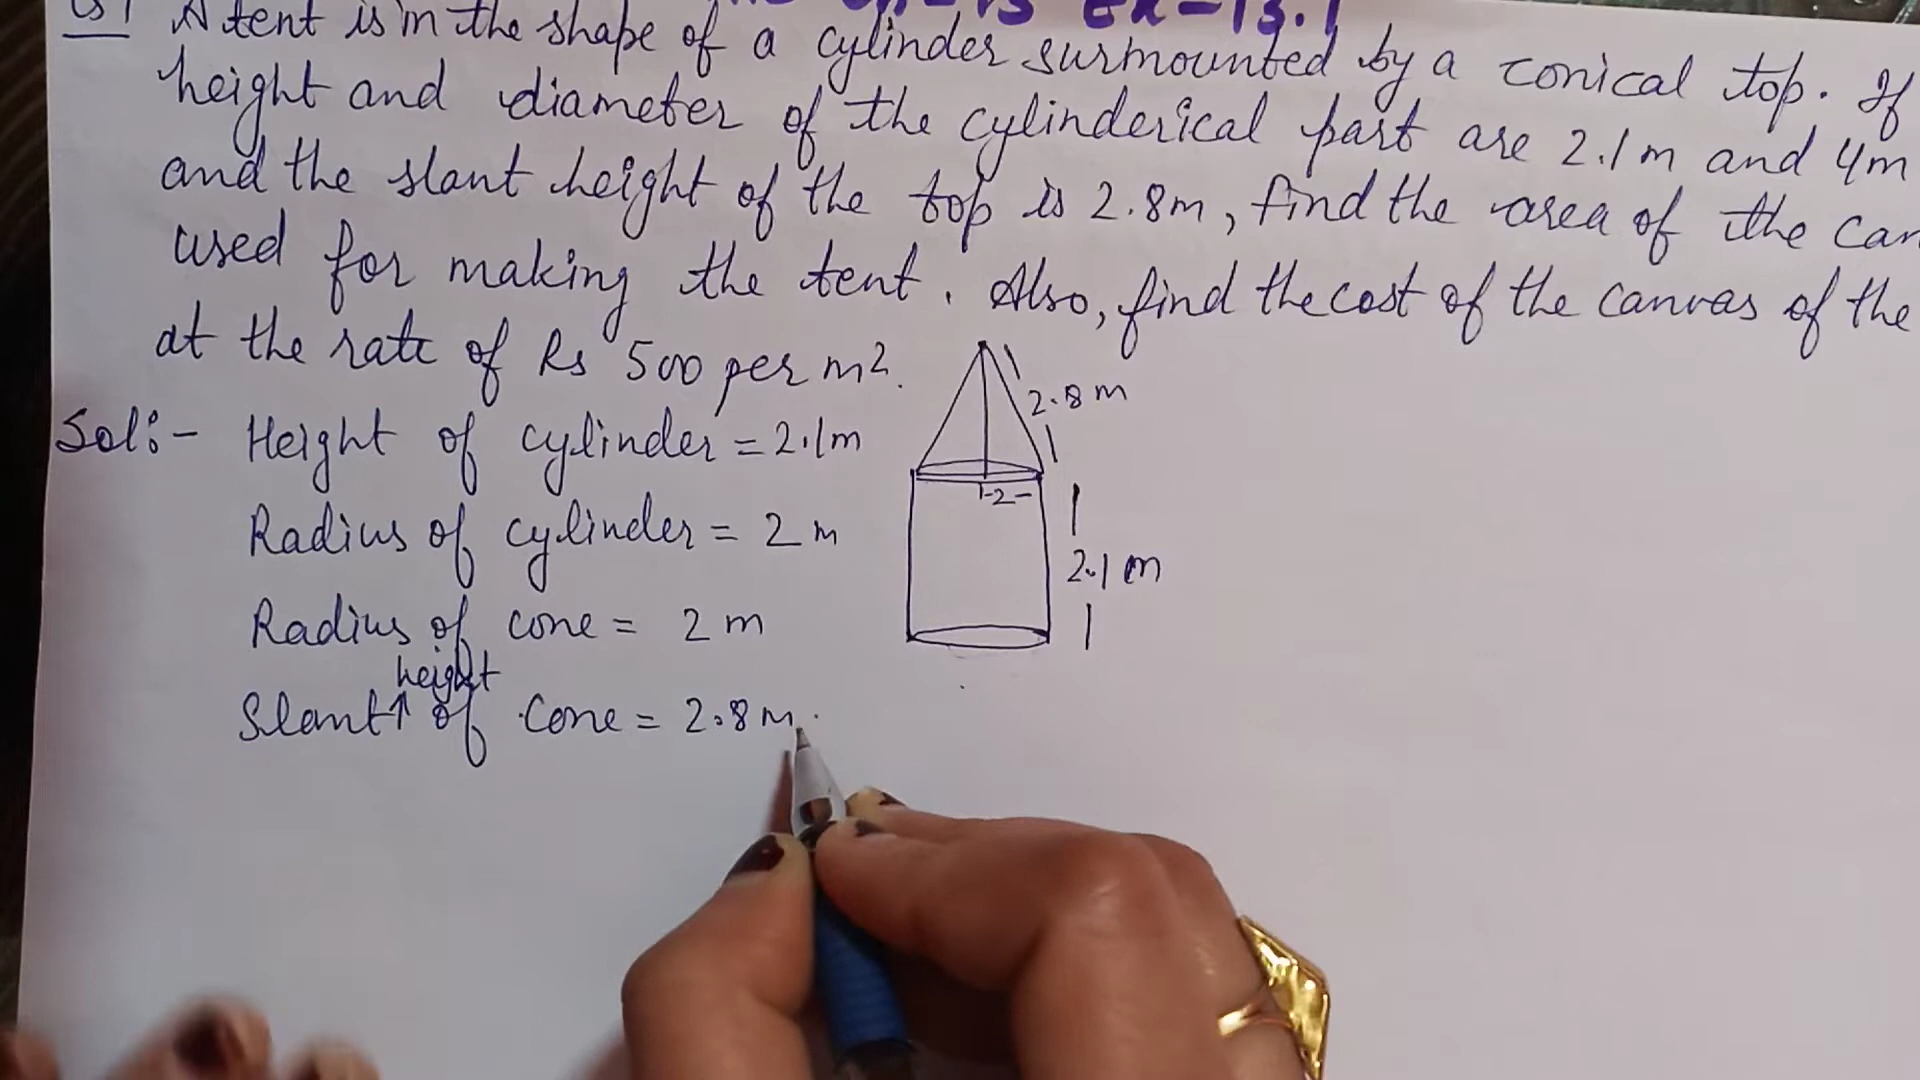 Ex-13.1
A tent is in the shape of a cylinder surmounted by a conical top. If
height and diameter of the cylinderical part are 2.1m and 4m
and the slant height of the top is 2.8m, find the area of the
used for making the tent. Also, find the cost of the canvas of the
at the rate of Rs 500 per m².
Sol:- Height of cylinder = 2.1m
2.8 m
Radius of cylinder = 2 m
2
2.1 m
Radius of cone = 2 m
height
Slant of Cone = 2.8m.